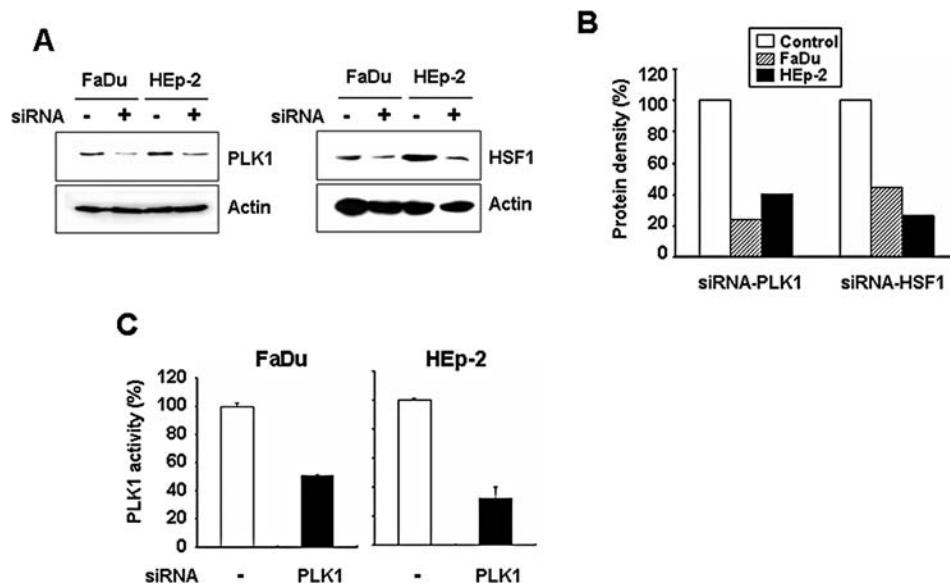 A
FaDu HEp-2
siRNA - + - +
PLK1
Actin
FaDu HEp-2
siRNA - + - +
HSF1
Actin
B
Control
FaDu
HEp-2
Protein density (%)
120
100
80
60
40
20
0
siRNA-PLK1 siRNA-HSF1
C
FaDu HEp-2
PLK1 activity (%)
120
100
80
60
40
20
0
siRNA - PLK1 - PLK1